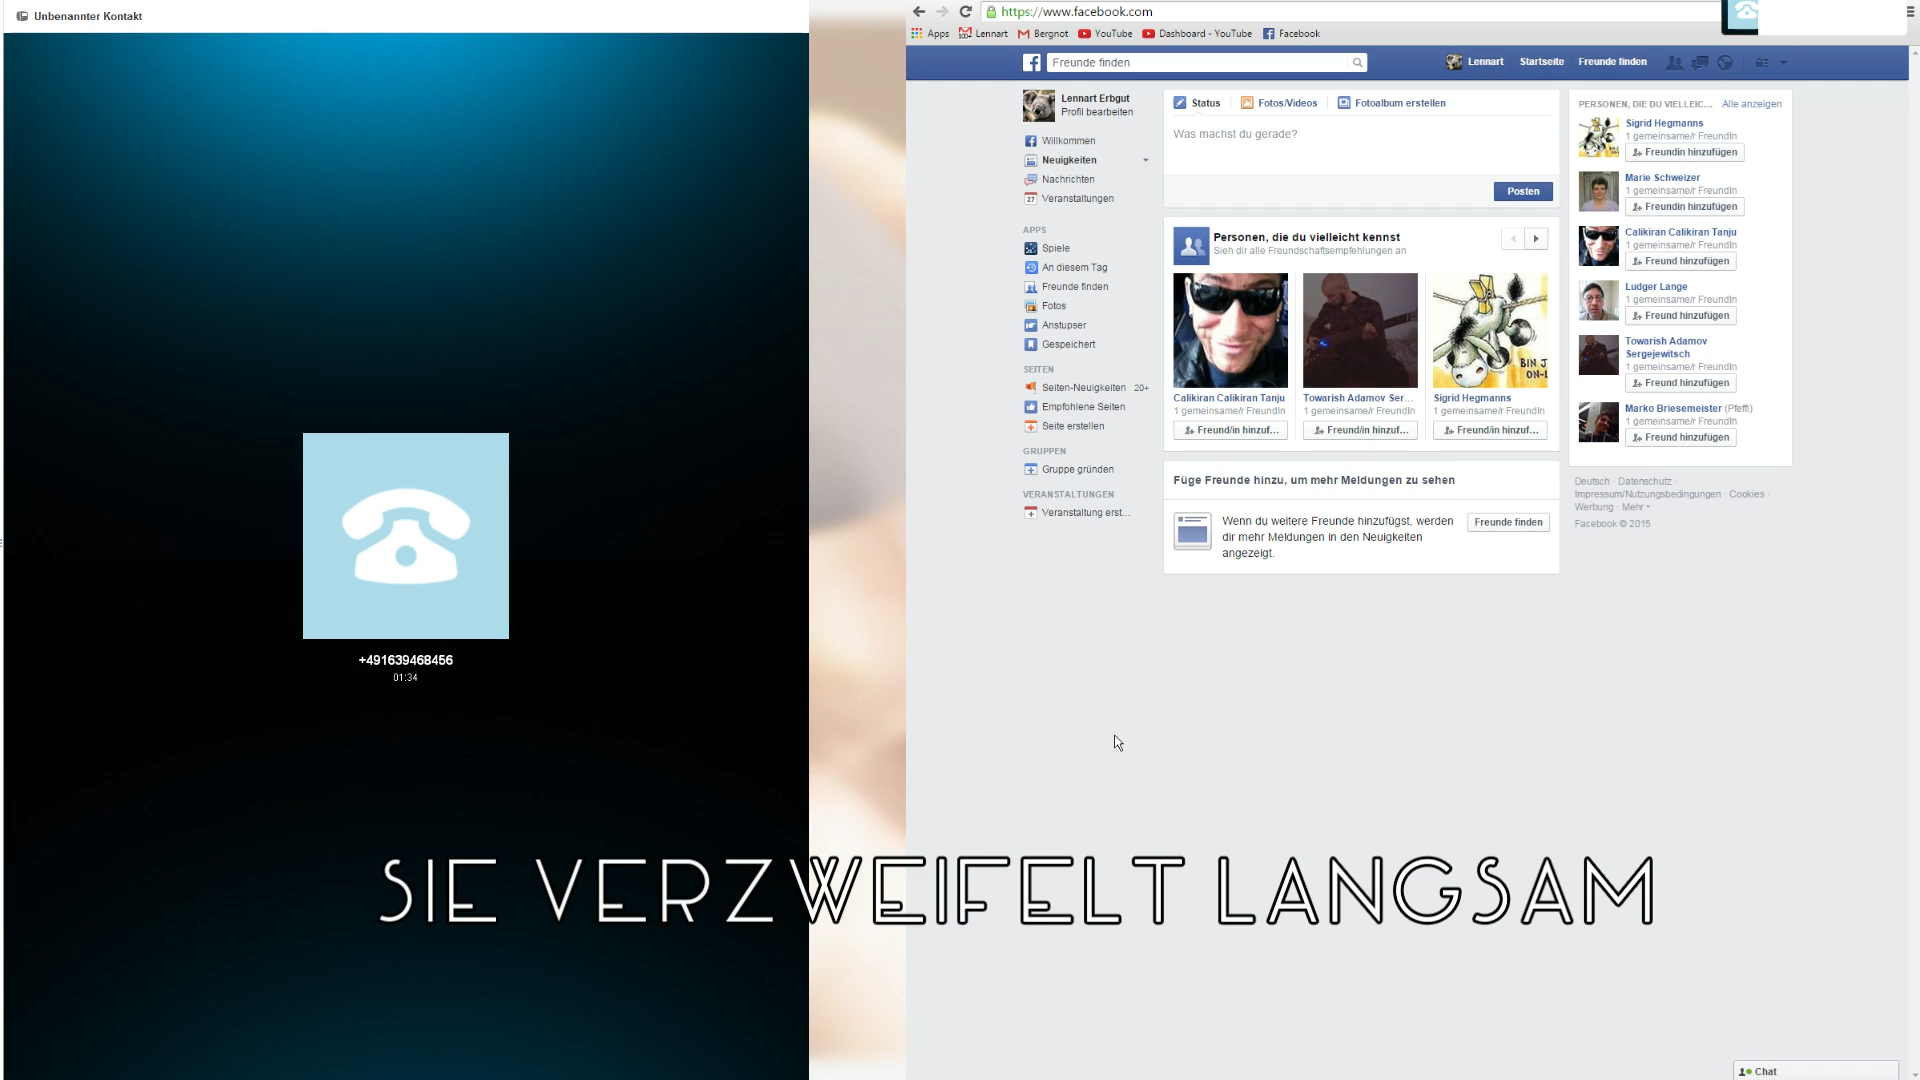 Unbenannter Kontakt
+491639468456
01:34
https://www.facebook.com
Apps Lennart Bergnot YouTube Dashboard - YouTube Facebook
Freunde finden
Lennart Startseite Freunde finden
Lennart Erbgut
Profil bearbeiten
Willkommen
Neuigkeiten
Nachrichten
27 Veranstaltungen
APPS
Spiele
An diesem Tag
Freunde finden
Fotos
Anstupser
Gespeichert
SEITEN
Seiten-Neuigkeiten 20+
Empfohlene Seiten
Seite erstellen
GRUPPEN
Gruppe gründen
VERANSTALTUNGEN
Veranstaltung erst...
Status Fotos/Videos Fotoalbum erstellen
Was machst du gerade?
Posten
Personen, die du vielleicht kennst
Sieh dir alle Freundschaftsempfehlungen an
BIN J
ON-L
Calikiran Calikiran Tanju Towarish Adamov Ser... Sigrid Hegmanns
1 gemeinsame/r FreundIn 1 gemeinsame/r FreundIn 1 gemeinsame/r FreundIn
Freund/in hinzuf... Freund/in hinzuf... Freund/in hinzuf...
Füge Freunde hinzu, um mehr Meldungen zu sehen
Wenn du weitere Freunde hinzufügst, werden
dir mehr Meldungen in den Neuigkeiten
angezeigt.
Freunde finden
PERSONEN, DIE DU VIELLEIC... Alle anzeigen
Sigrid Hegmanns
1 gemeinsame/r FreundIn
Freundin hinzufügen
Marie Schweizer
1 gemeinsame/r FreundIn
Freundin hinzufügen
Calikiran Calikiran Tanju
1 gemeinsame/r FreundIn
Freund hinzufügen
Ludger Lange
1 gemeinsame/r FreundIn
Freund hinzufügen
Towarish Adamov
Sergejewitsch
1 gemeinsame/r FreundIn
Freund hinzufügen
Marko Briesemeister (Pfeffi)
1 gemeinsame/r FreundIn
Freund hinzufügen
Deutsch · Datenschutz ·
Impressum/Nutzungsbedingungen · Cookies ·
Werbung · Mehr
Facebook © 2015
SIE VERZWEIFELT LANGSAM
Chat